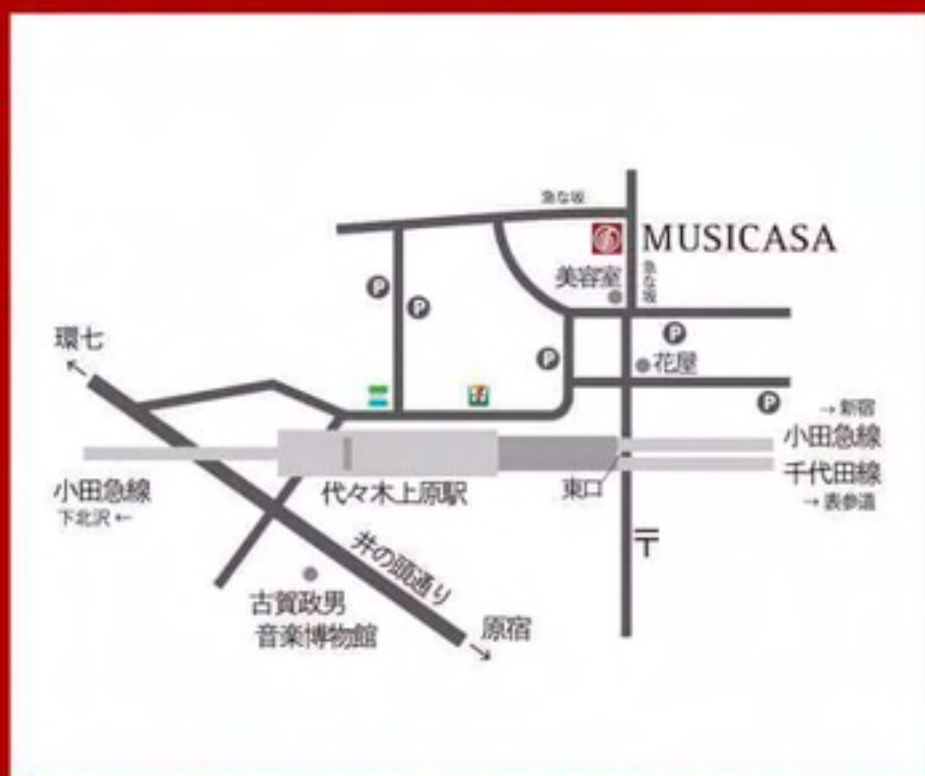 急な坂
MUSICASA
美容室
急な坂
P
P
P
P
環七
←
花屋
P
→ 新宿
小田急線
小田急線
千代田線
下北沢 ←
代々木上原駅
東口
→ 表参道
〒
井の頭通り
古賀政男
音楽博物館
原宿
→